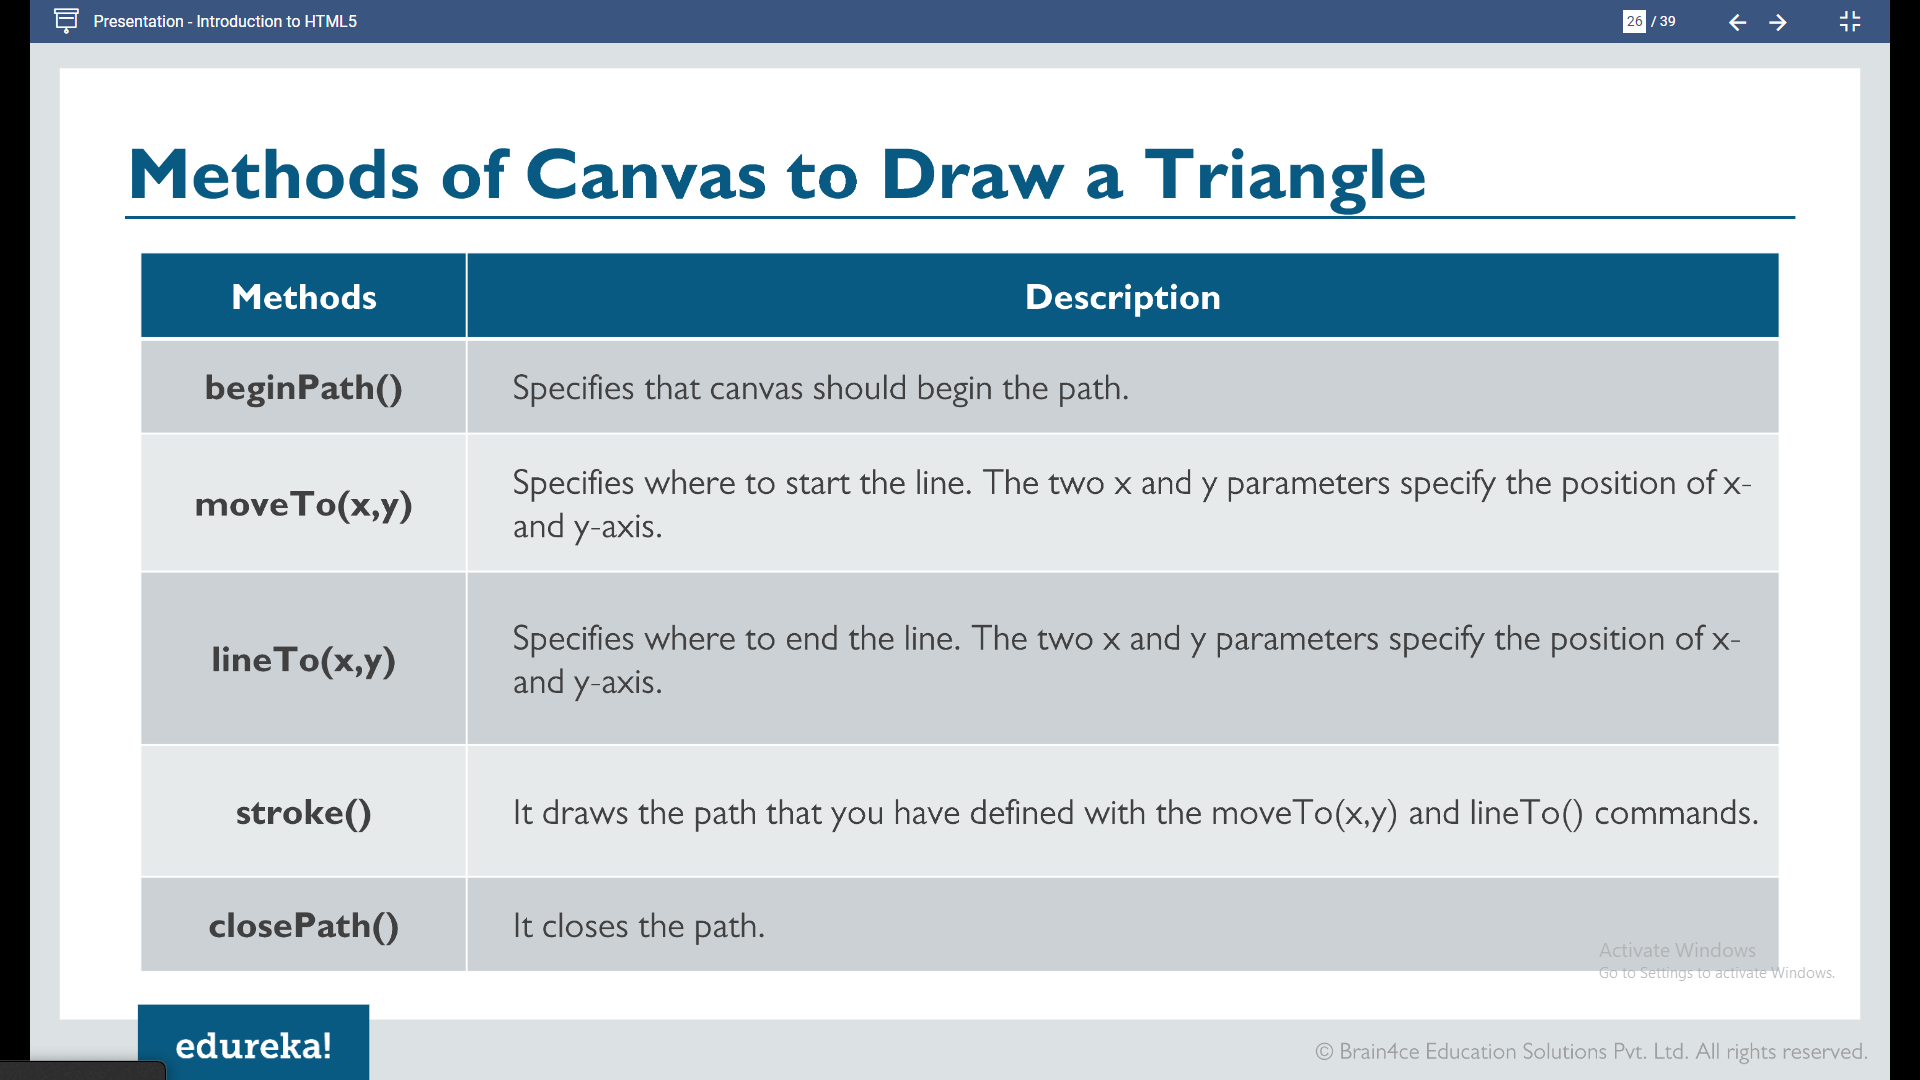 Presentation - Introduction to HTML5
26 / 39
Methods of Canvas to Draw a Triangle
Methods
Description
beginPath()
Specifies that canvas should begin the path.
moveTo(x,y)
Specifies where to start the line. The two x and y parameters specify the position of x-
and y-axis.
lineTo(x,y)
Specifies where to end the line. The two x and y parameters specify the position of x-
and y-axis.
stroke()
It draws the path that you have defined with the moveTo(x,y) and lineTo() commands.
closePath()
It closes the path.
Activate Windows
Go to Settings to activate Windows.
edureka!
© Brain4ce Education Solutions Pvt. Ltd. All rights reserved.